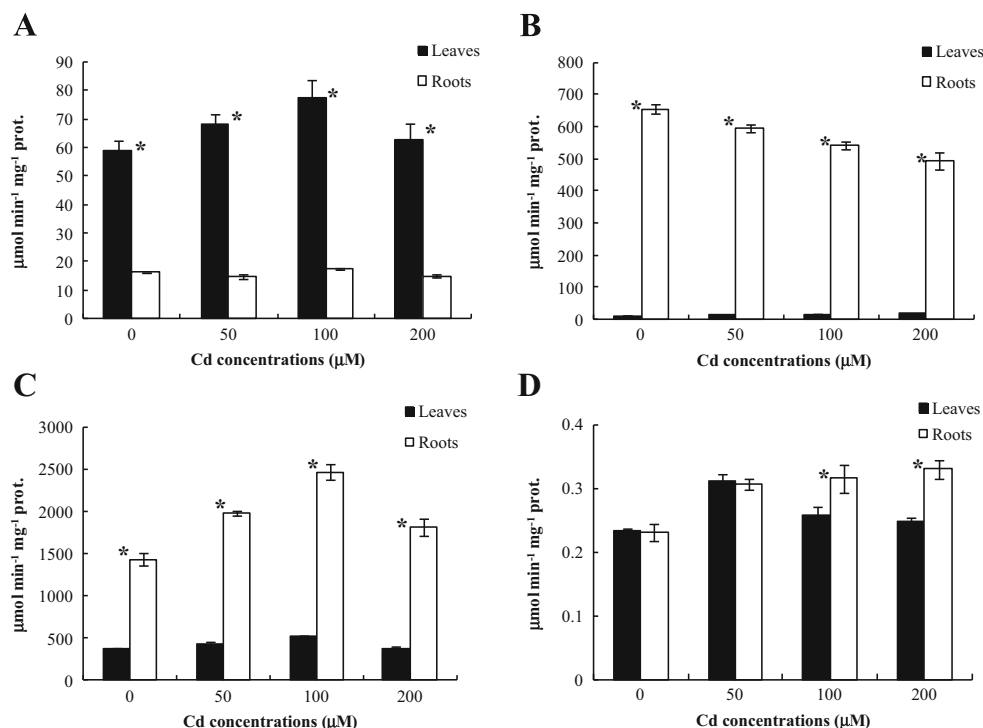 A
Leaves
Roots
90
80
70
60
50
40
30
20
10
0
μmol min⁻¹ mg⁻¹ prot.
*
*
*
*
0 50 100 200
Cd concentrations (μM)
B
Leaves
Roots
800
700
600
500
400
300
200
100
0
μmol min⁻¹ mg⁻¹ prot.
*
*
*
*
0 50 100 200
Cd concentrations (μM)
C
Leaves
Roots
3000
2500
2000
1500
1000
500
0
μmol min⁻¹ mg⁻¹ prot.
*
*
*
*
0 50 100 200
Cd concentrations (μM)
D
Leaves
Roots
0.4
0.3
0.2
0.1
0
μmol min⁻¹ mg⁻¹ prot.
*
*
0 50 100 200
Cd concentrations (μM)